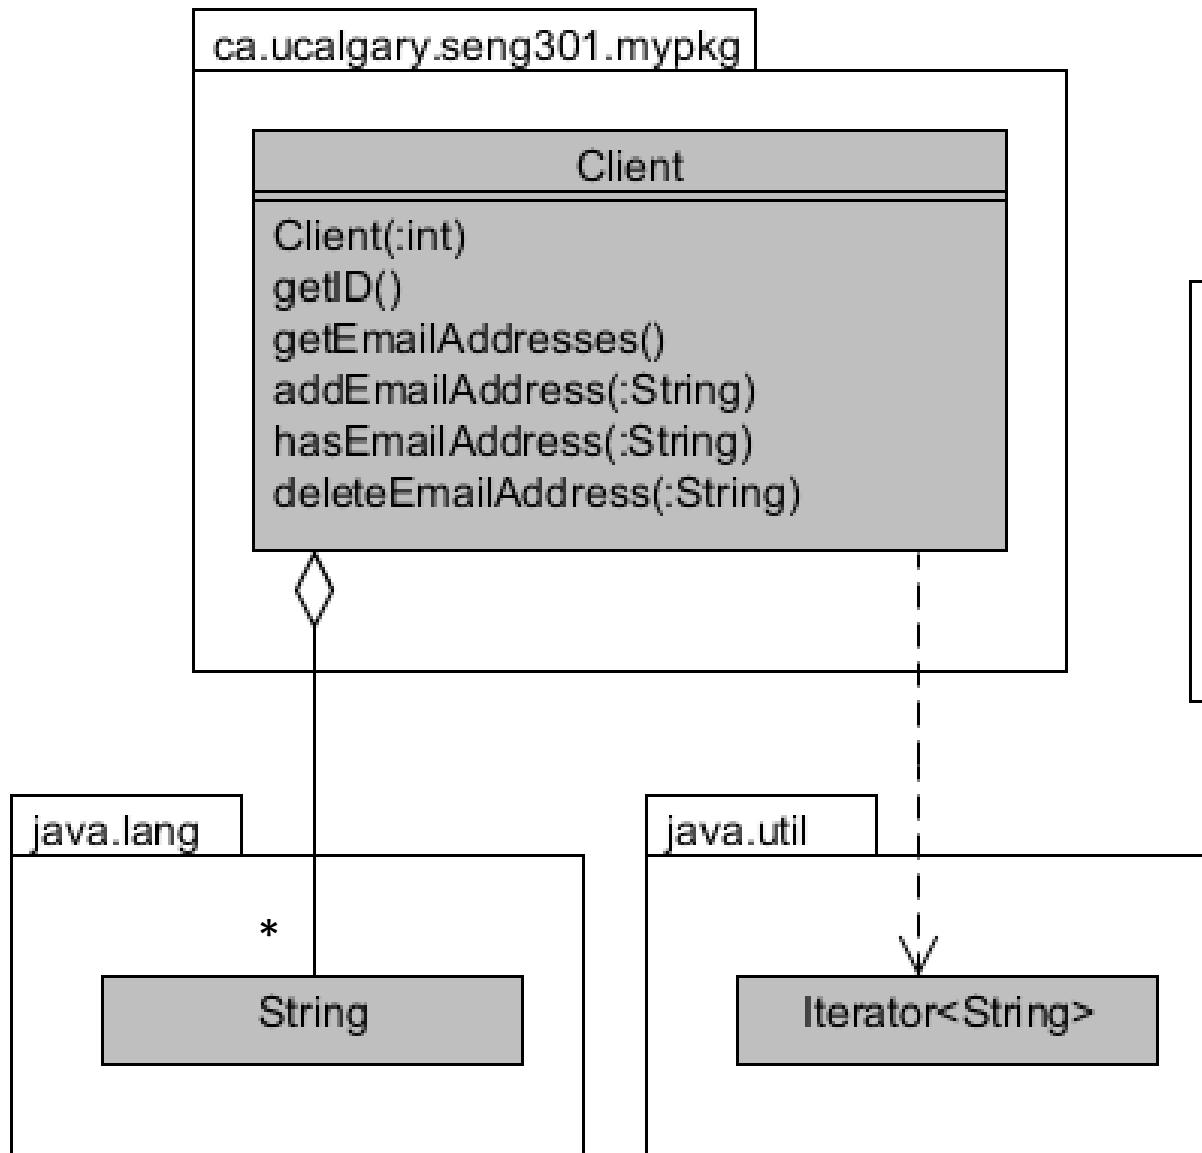 ca.ucalgary.seng301.mypkg
Client
Client(:int)
getID()
getEmailAddresses()
addEmailAddress(:String)
hasEmailAddress(:String)
deleteEmailAddress(:String)
java.lang
java.util
*
String
Iterator<String>